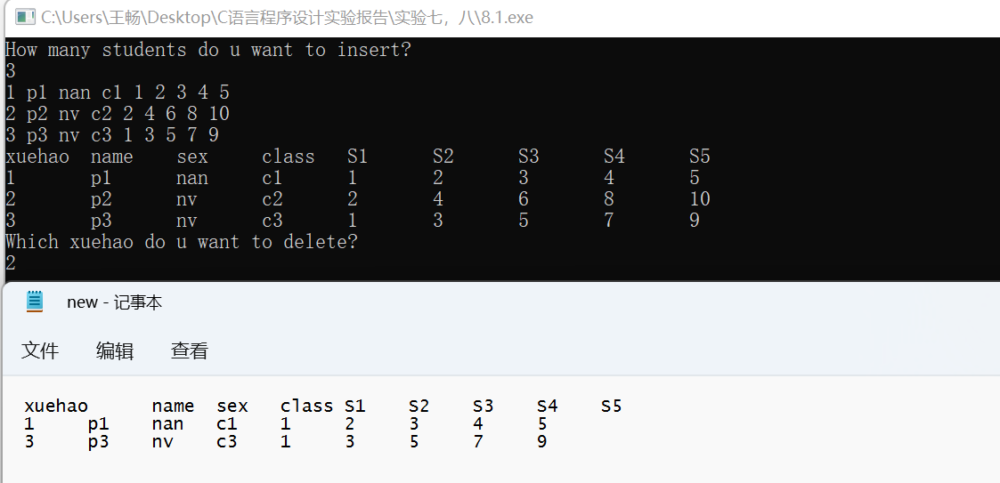 C:\Users\王畅\Desktop\C语言程序设计实验报告\实验七，八\8.1.exe
How many students do u want to insert?
3
1 p1 nan c1 1 2 3 4 5
2 p2 nv c2 2 4 6 8 10
3 p3 nv c3 1 3 5 7 9
xuehao name sex class S1 S2 S3 S4 S5
1 p1 nan c1 1 2 3 4 5
2 p2 nv c2 2 4 6 8 10
3 p3 nv c3 1 3 5 7 9
Which xuehao do u want to delete?
2
new - 记事本
文件 编辑 查看
xuehao name sex class S1 S2 S3 S4 S5
1 p1 nan c1 1 2 3 4 5
3 p3 nv c3 1 3 5 7 9